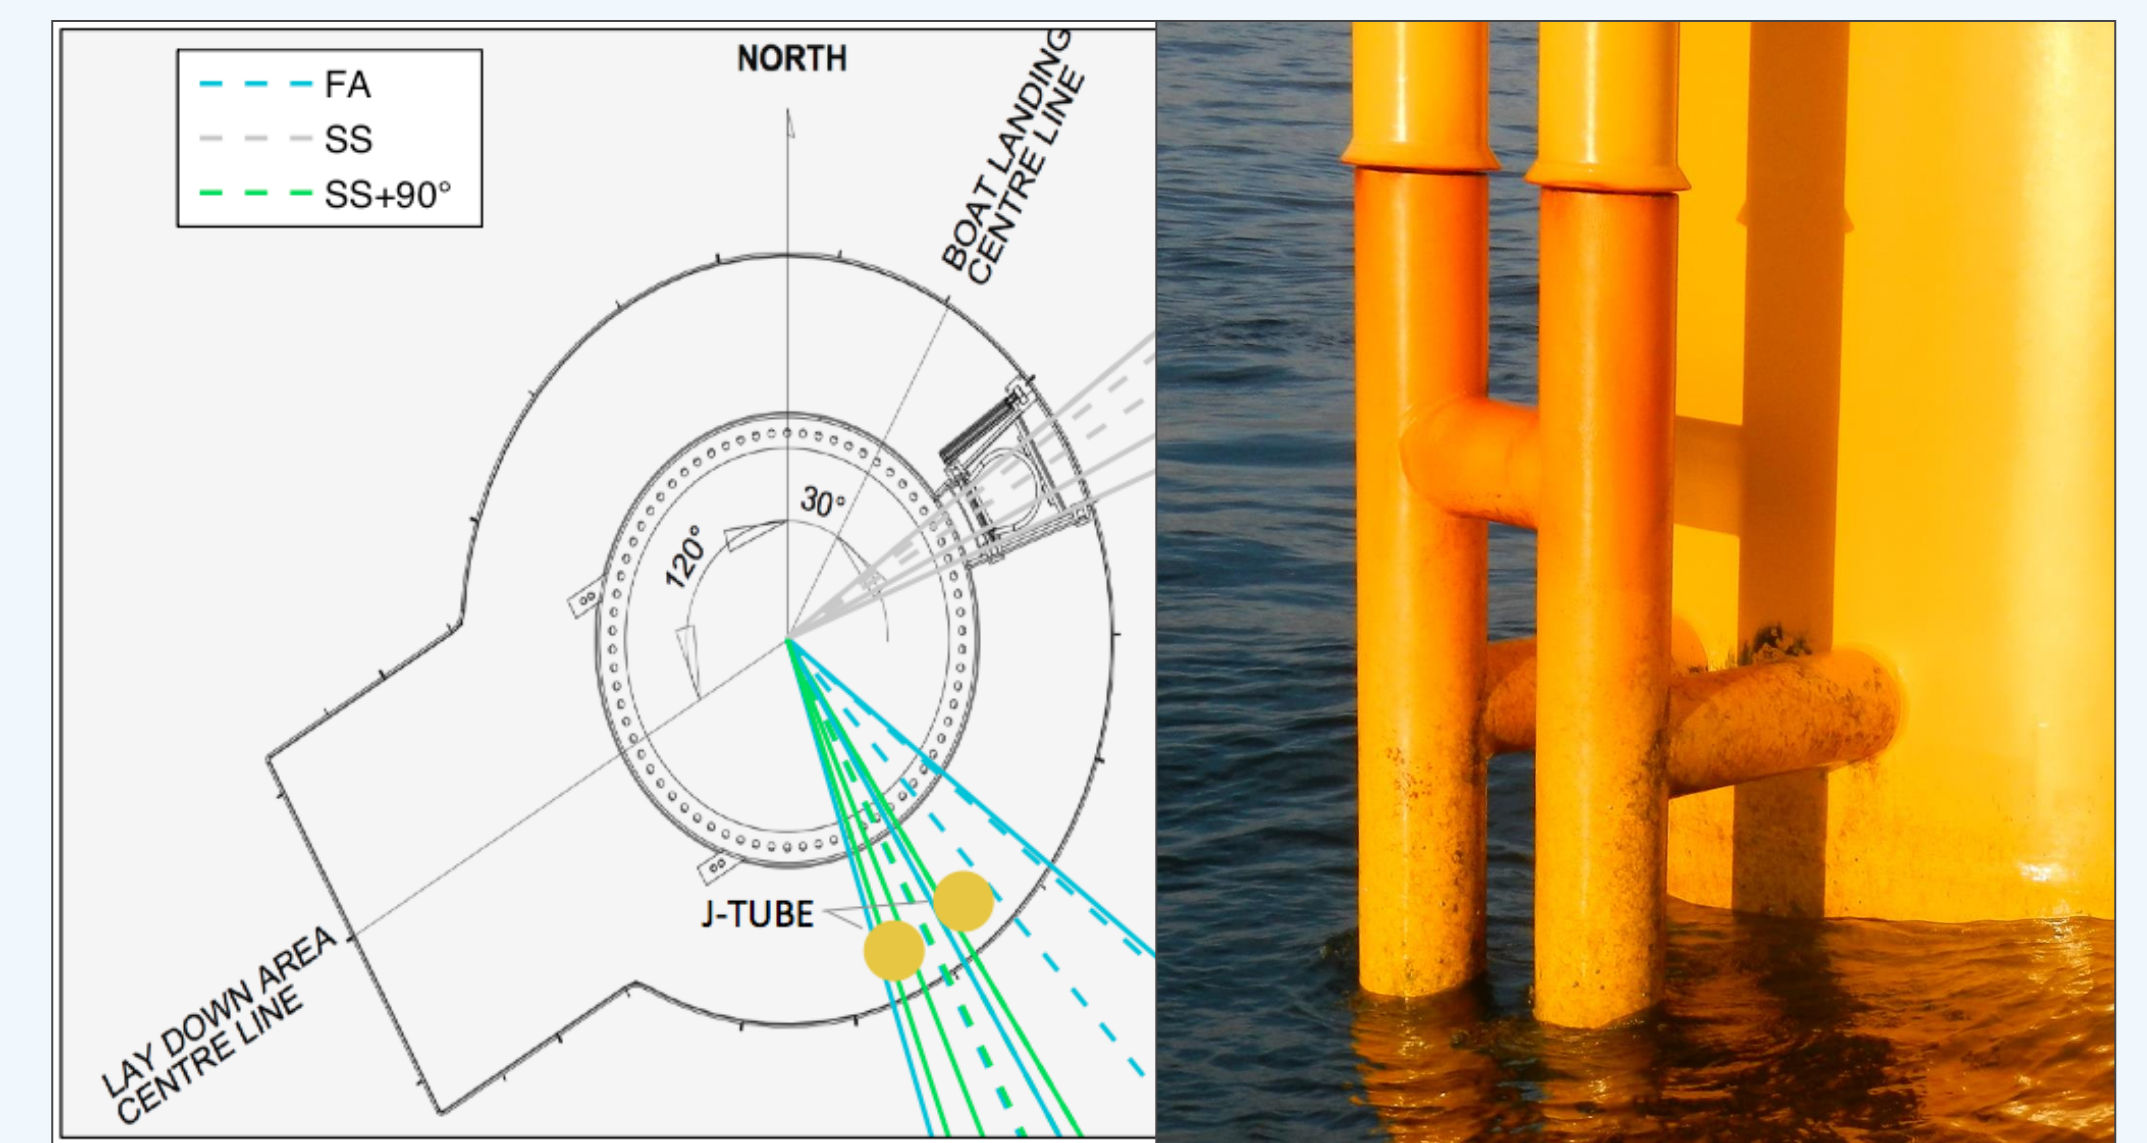 FA
SS
SS+90°
NORTH
BOAT LANDING
CENTRE LINE
30°
120°
J-TUBE
LAY DOWN AREA
CENTRE LINE